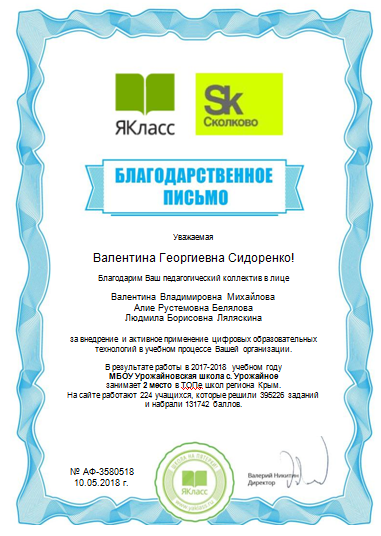 ЯКласс
Sk
Сколково
БЛАГОДАРСТВЕННОЕ
ПИСЬМО
Уважаемая
Валентина Георгиевна Сидоренко!
Благодарим Ваш педагогический коллектив в лице
Валентина Владимировна Михайлова
Алие Рустемовна Белялова
Людмила Борисовна Ляляскина
за внедрение и активное применение цифровых образовательных
технологий в учебном процессе Вашей организации.
В результате работы в 2017-2018 учебном году
МБОУ Урожайновская школа с. Урожайное
занимает 2 место в ТОПе школ региона Крым.
На сайте работают 224 учащихся, которые решили 395226 заданий
и набрали 131742 баллов.
№ АФ-3580518
10.05.2018 г.
ЯКласс
Валерий Никитин
Директор